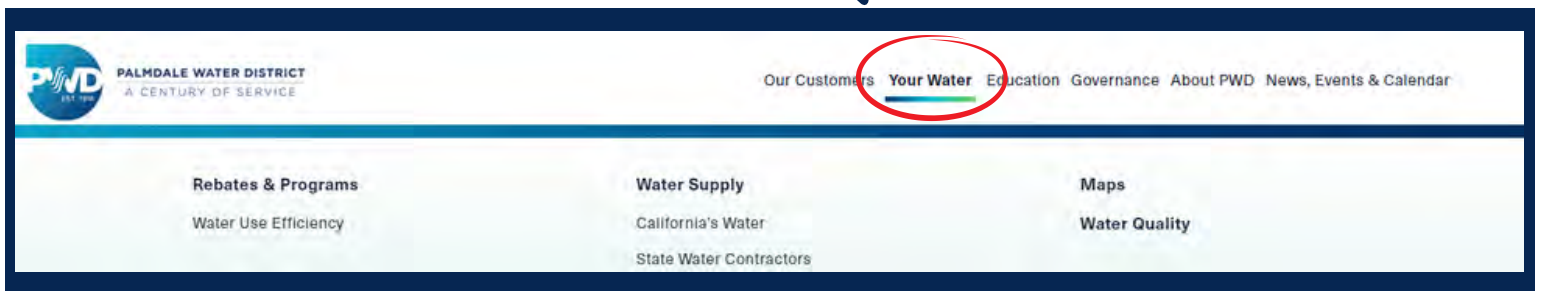 PWD
EST. 1918
PALMDALE WATER DISTRICT
A CENTURY OF SERVICE
Our Customers Your Water Education Governance About PWD News, Events & Calendar
Rebates & Programs Water Supply Maps
Water Use Efficiency California's Water Water Quality
State Water Contractors